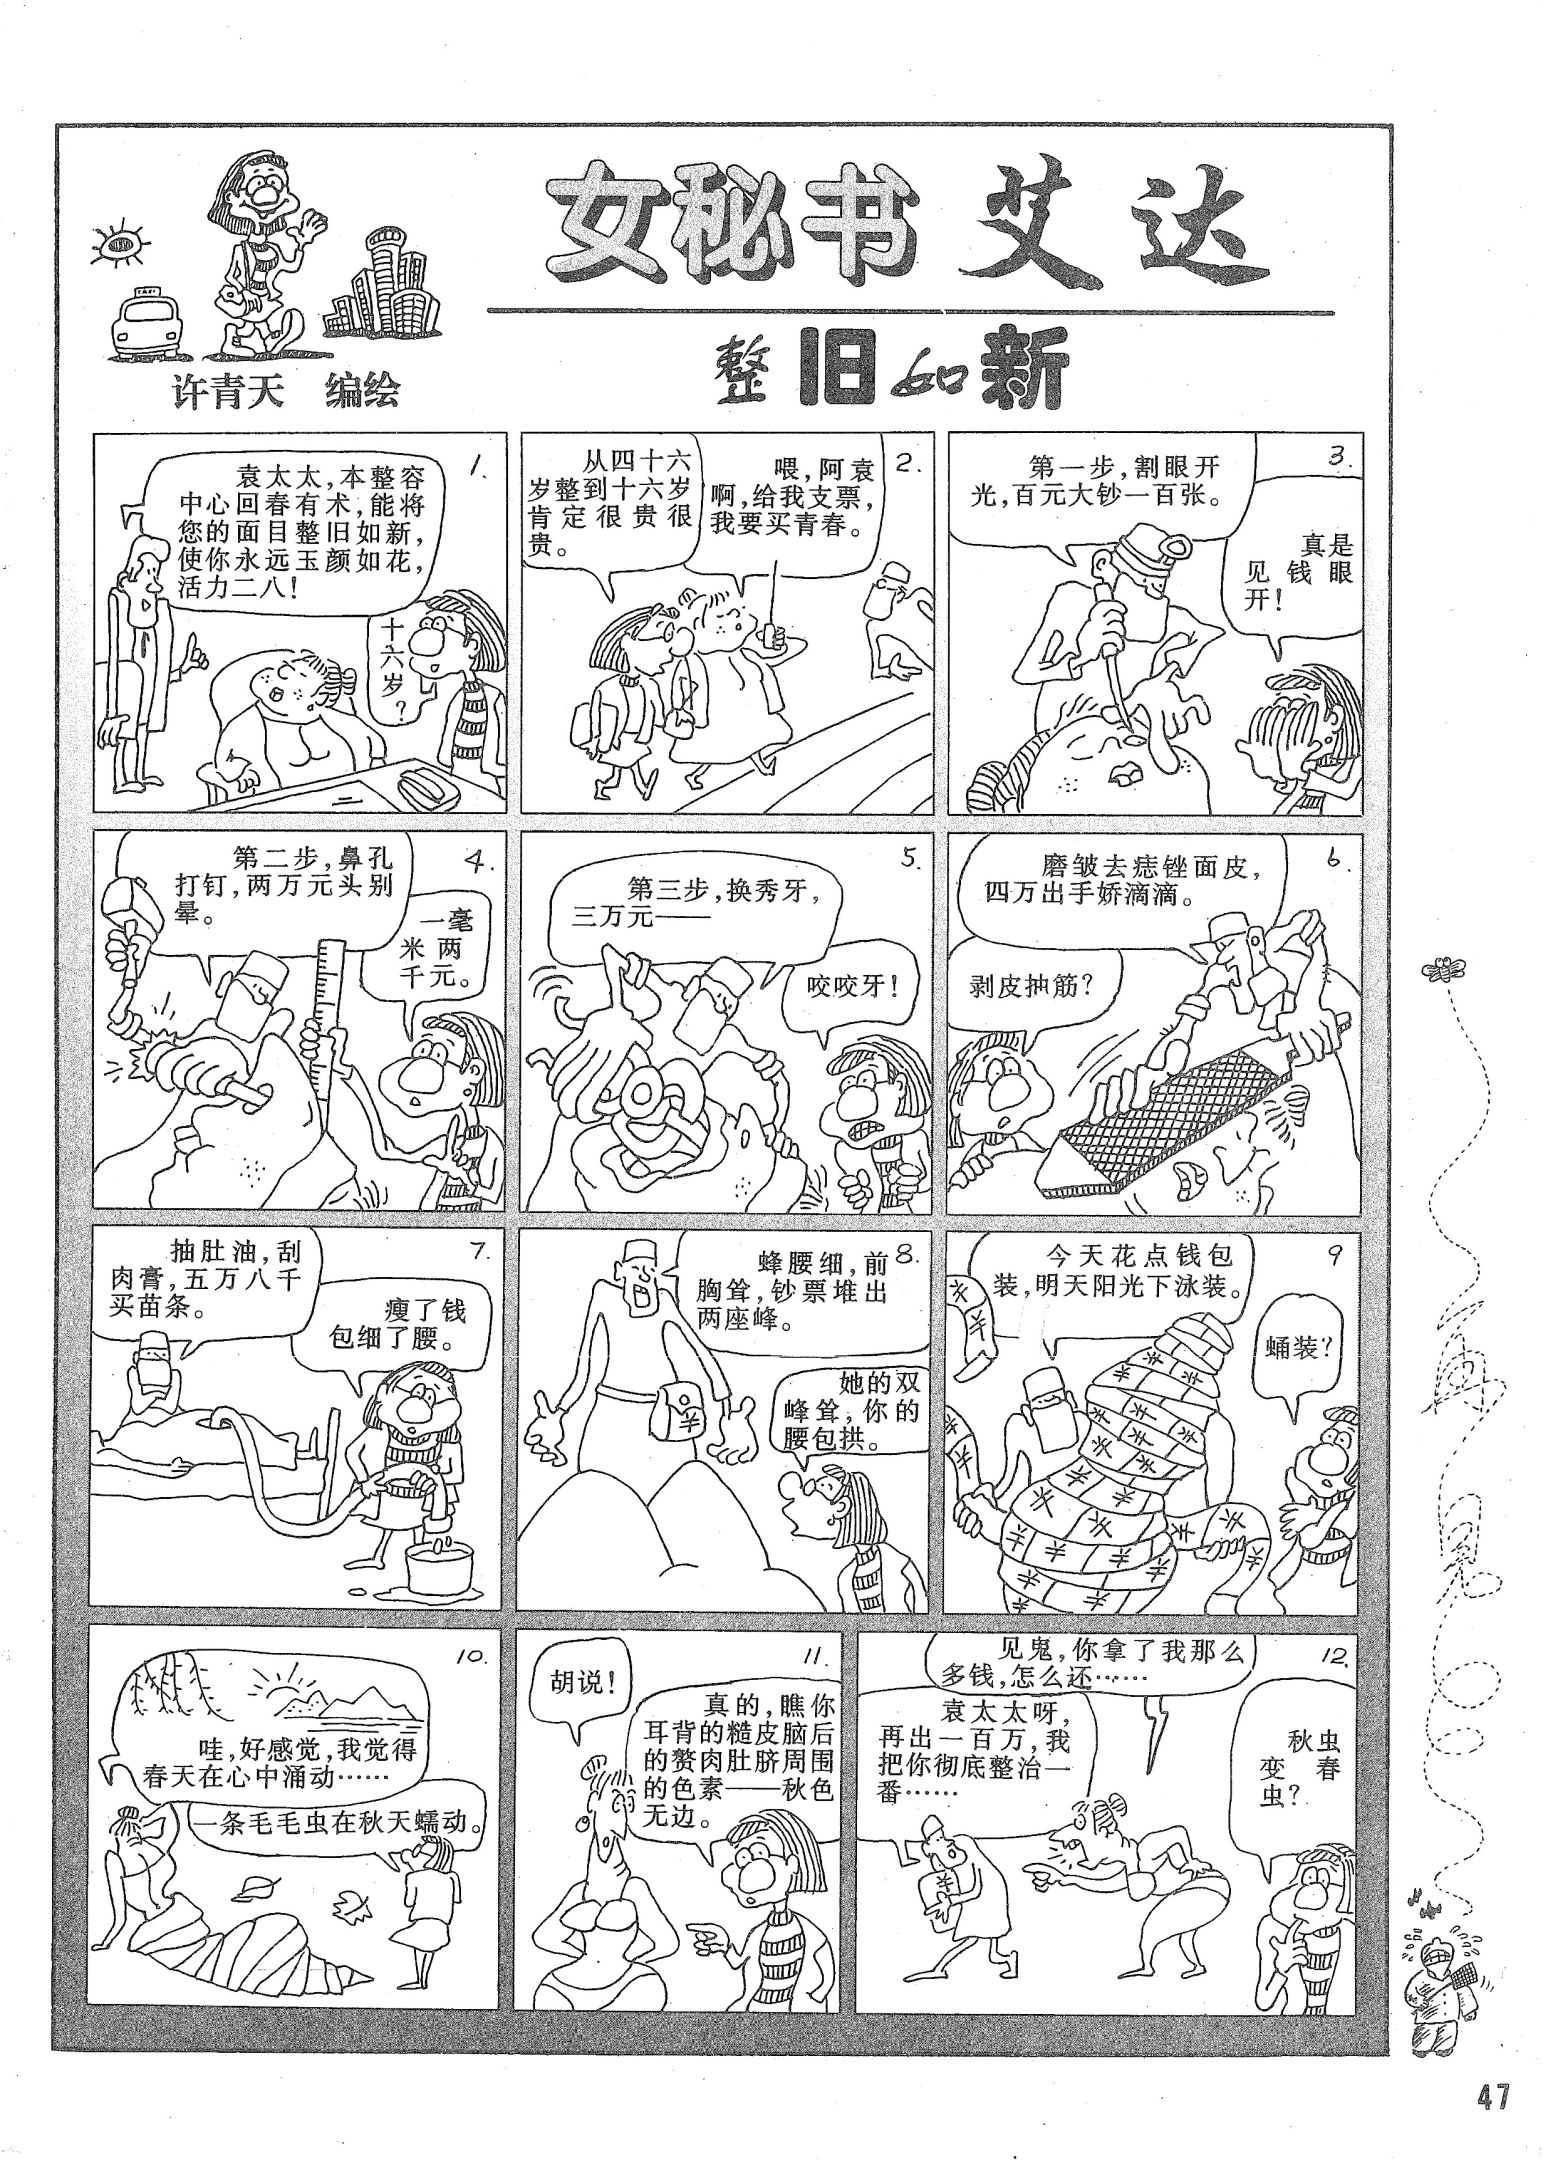 女秘书 艾达
整旧如新
许青天 编绘
1.
袁太太,本整容
中心回春有术,能将
您的面目整旧如新,
使你永远玉颜如花,
活力二八!
十
六
岁
?
2.
从四十六
岁整到十六岁
肯定很贵很
贵。
喂,阿袁
啊,给我支票,
我要买青春。
3.
第一步,割眼开
光,百元大钞一百张。
真是
见钱眼
开!
4.
第二步,鼻孔
打钉,两万元头别
晕。
一毫
米两
千元。
5.
第三步,换秀牙,
三万元——
咬咬牙!
6.
磨皱去痣锉面皮,
四万出手娇滴滴。
剥皮抽筋?
7.
抽肚油,刮
肉膏,五万八千
买苗条。
瘦了钱
包细了腰。
8.
蜂腰细,前
胸耸,钞票堆出
两座峰。
她的双
峰耸,你的
腰包拱。
9
今天花点钱包
装,明天阳光下泳装。
蛹装?
10.
哇,好感觉,我觉得
春天在心中涌动……
一条毛毛虫在秋天蠕动。
11.
胡说!
真的,瞧你
耳背的糙皮脑后
的赘肉肚脐周围
的色素——秋色
无边。
12.
见鬼,你拿了我那么
多钱,怎么还……
袁太太呀,
再出一百万,我
把你彻底整治一
番……
秋虫
变春
虫?
47